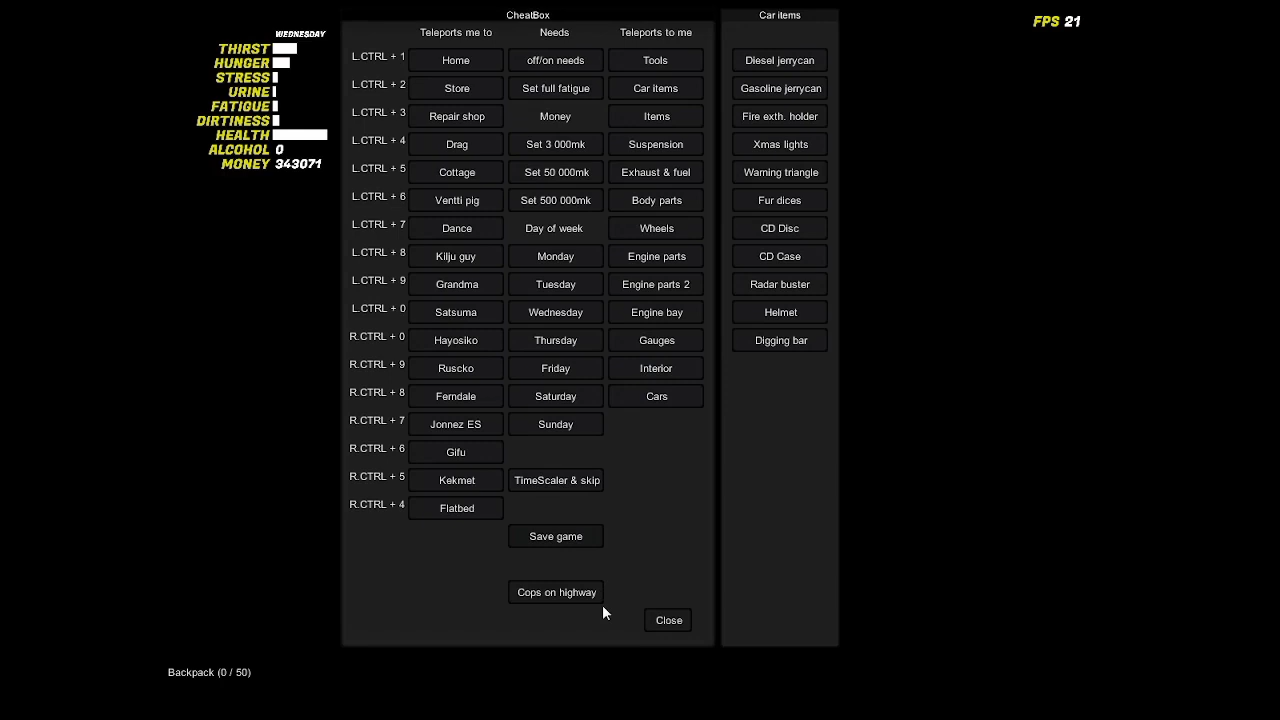 CheatBox
Car items
FPS 21
WEDNESDAY
THIRST
HUNGER
STRESS
URINE
FATIGUE
DIRTINESS
HEALTH
ALCOHOL 0
MONEY 343071
Teleports me to Needs Teleports to me
L.CTRL + 1 Home off/on needs Tools Diesel jerrycan
L.CTRL + 2 Store Set full fatigue Car items Gasoline jerrycan
L.CTRL + 3 Repair shop Money Items Fire exth. holder
L.CTRL + 4 Drag Set 3 000mk Suspension Xmas lights
L.CTRL + 5 Cottage Set 50 000mk Exhaust & fuel Warning triangle
L.CTRL + 6 Ventti pig Set 500 000mk Body parts Fur dices
L.CTRL + 7 Dance Day of week Wheels CD Disc
L.CTRL + 8 Kilju guy Monday Engine parts CD Case
L.CTRL + 9 Grandma Tuesday Engine parts 2 Radar buster
L.CTRL + 0 Satsuma Wednesday Engine bay Helmet
R.CTRL + 0 Hayosiko Thursday Gauges Digging bar
R.CTRL + 9 Ruscko Friday Interior
R.CTRL + 8 Ferndale Saturday Cars
R.CTRL + 7 Jonnez ES Sunday
R.CTRL + 6 Gifu
R.CTRL + 5 Kekmet TimeScaler & skip
R.CTRL + 4 Flatbed
Save game
Cops on highway
Close
Backpack (0 / 50)